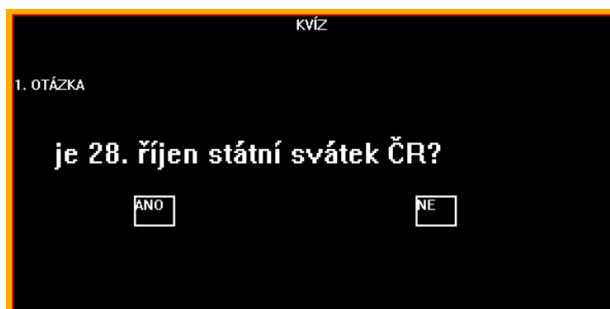 KVÍZ
1. OTÁZKA
je 28. říjen státní svátek ČR?
ANO NE